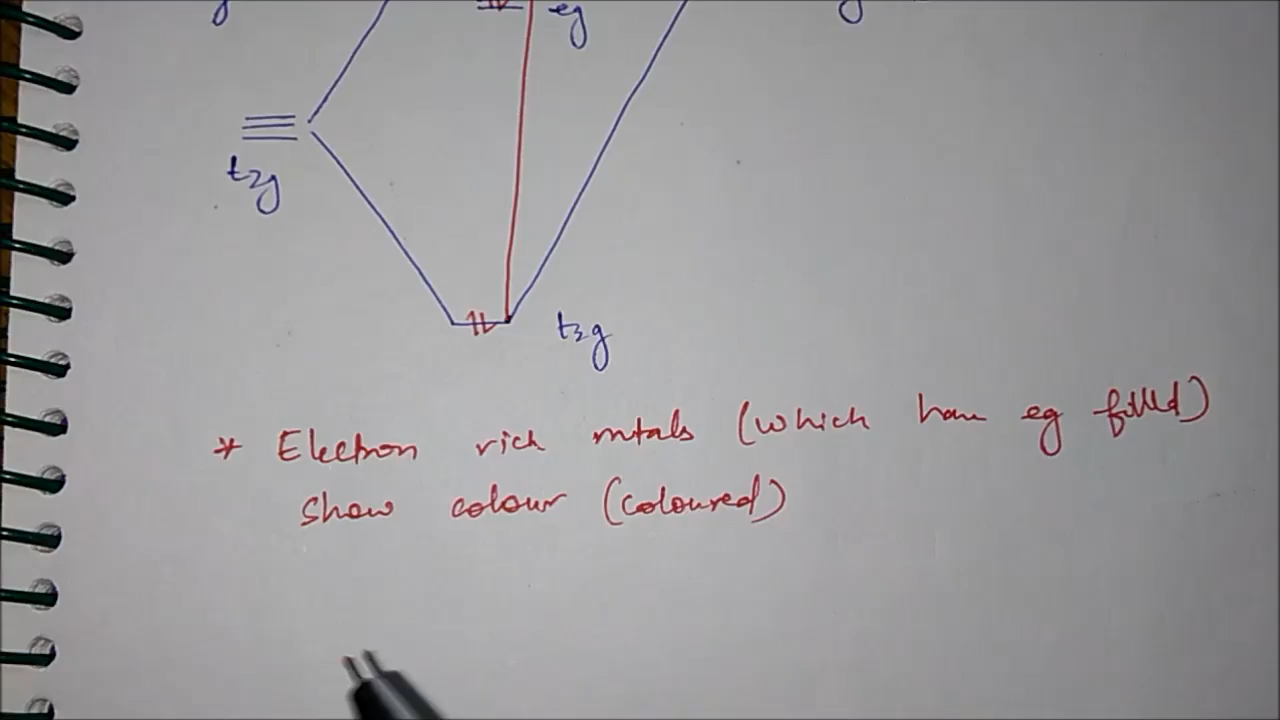 eg
t2g
t2g
* Electron rich metals (which have eg filled)
show colour (coloured)